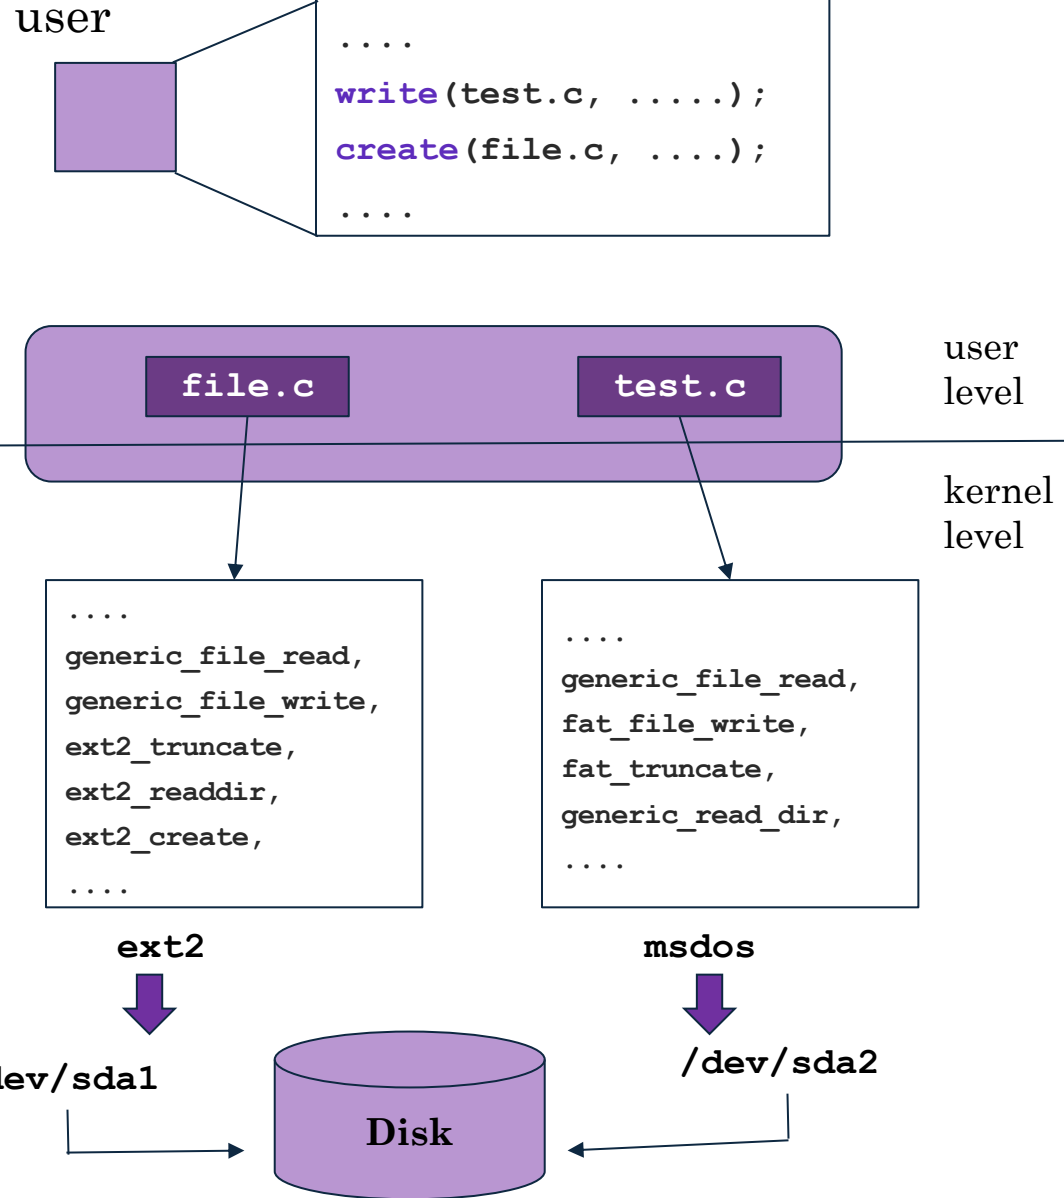 user
....
write(test.c, .....);
create(file.c, ....);
....
file.c
test.c
user
level
kernel
level
....
generic_file_read,
generic_file_write,
ext2_truncate,
ext2_readdir,
ext2_create,
....
....
generic_file_read,
fat_file_write,
fat_truncate,
generic_read_dir,
....
ext2
msdos
dev/sda1
/dev/sda2
Disk